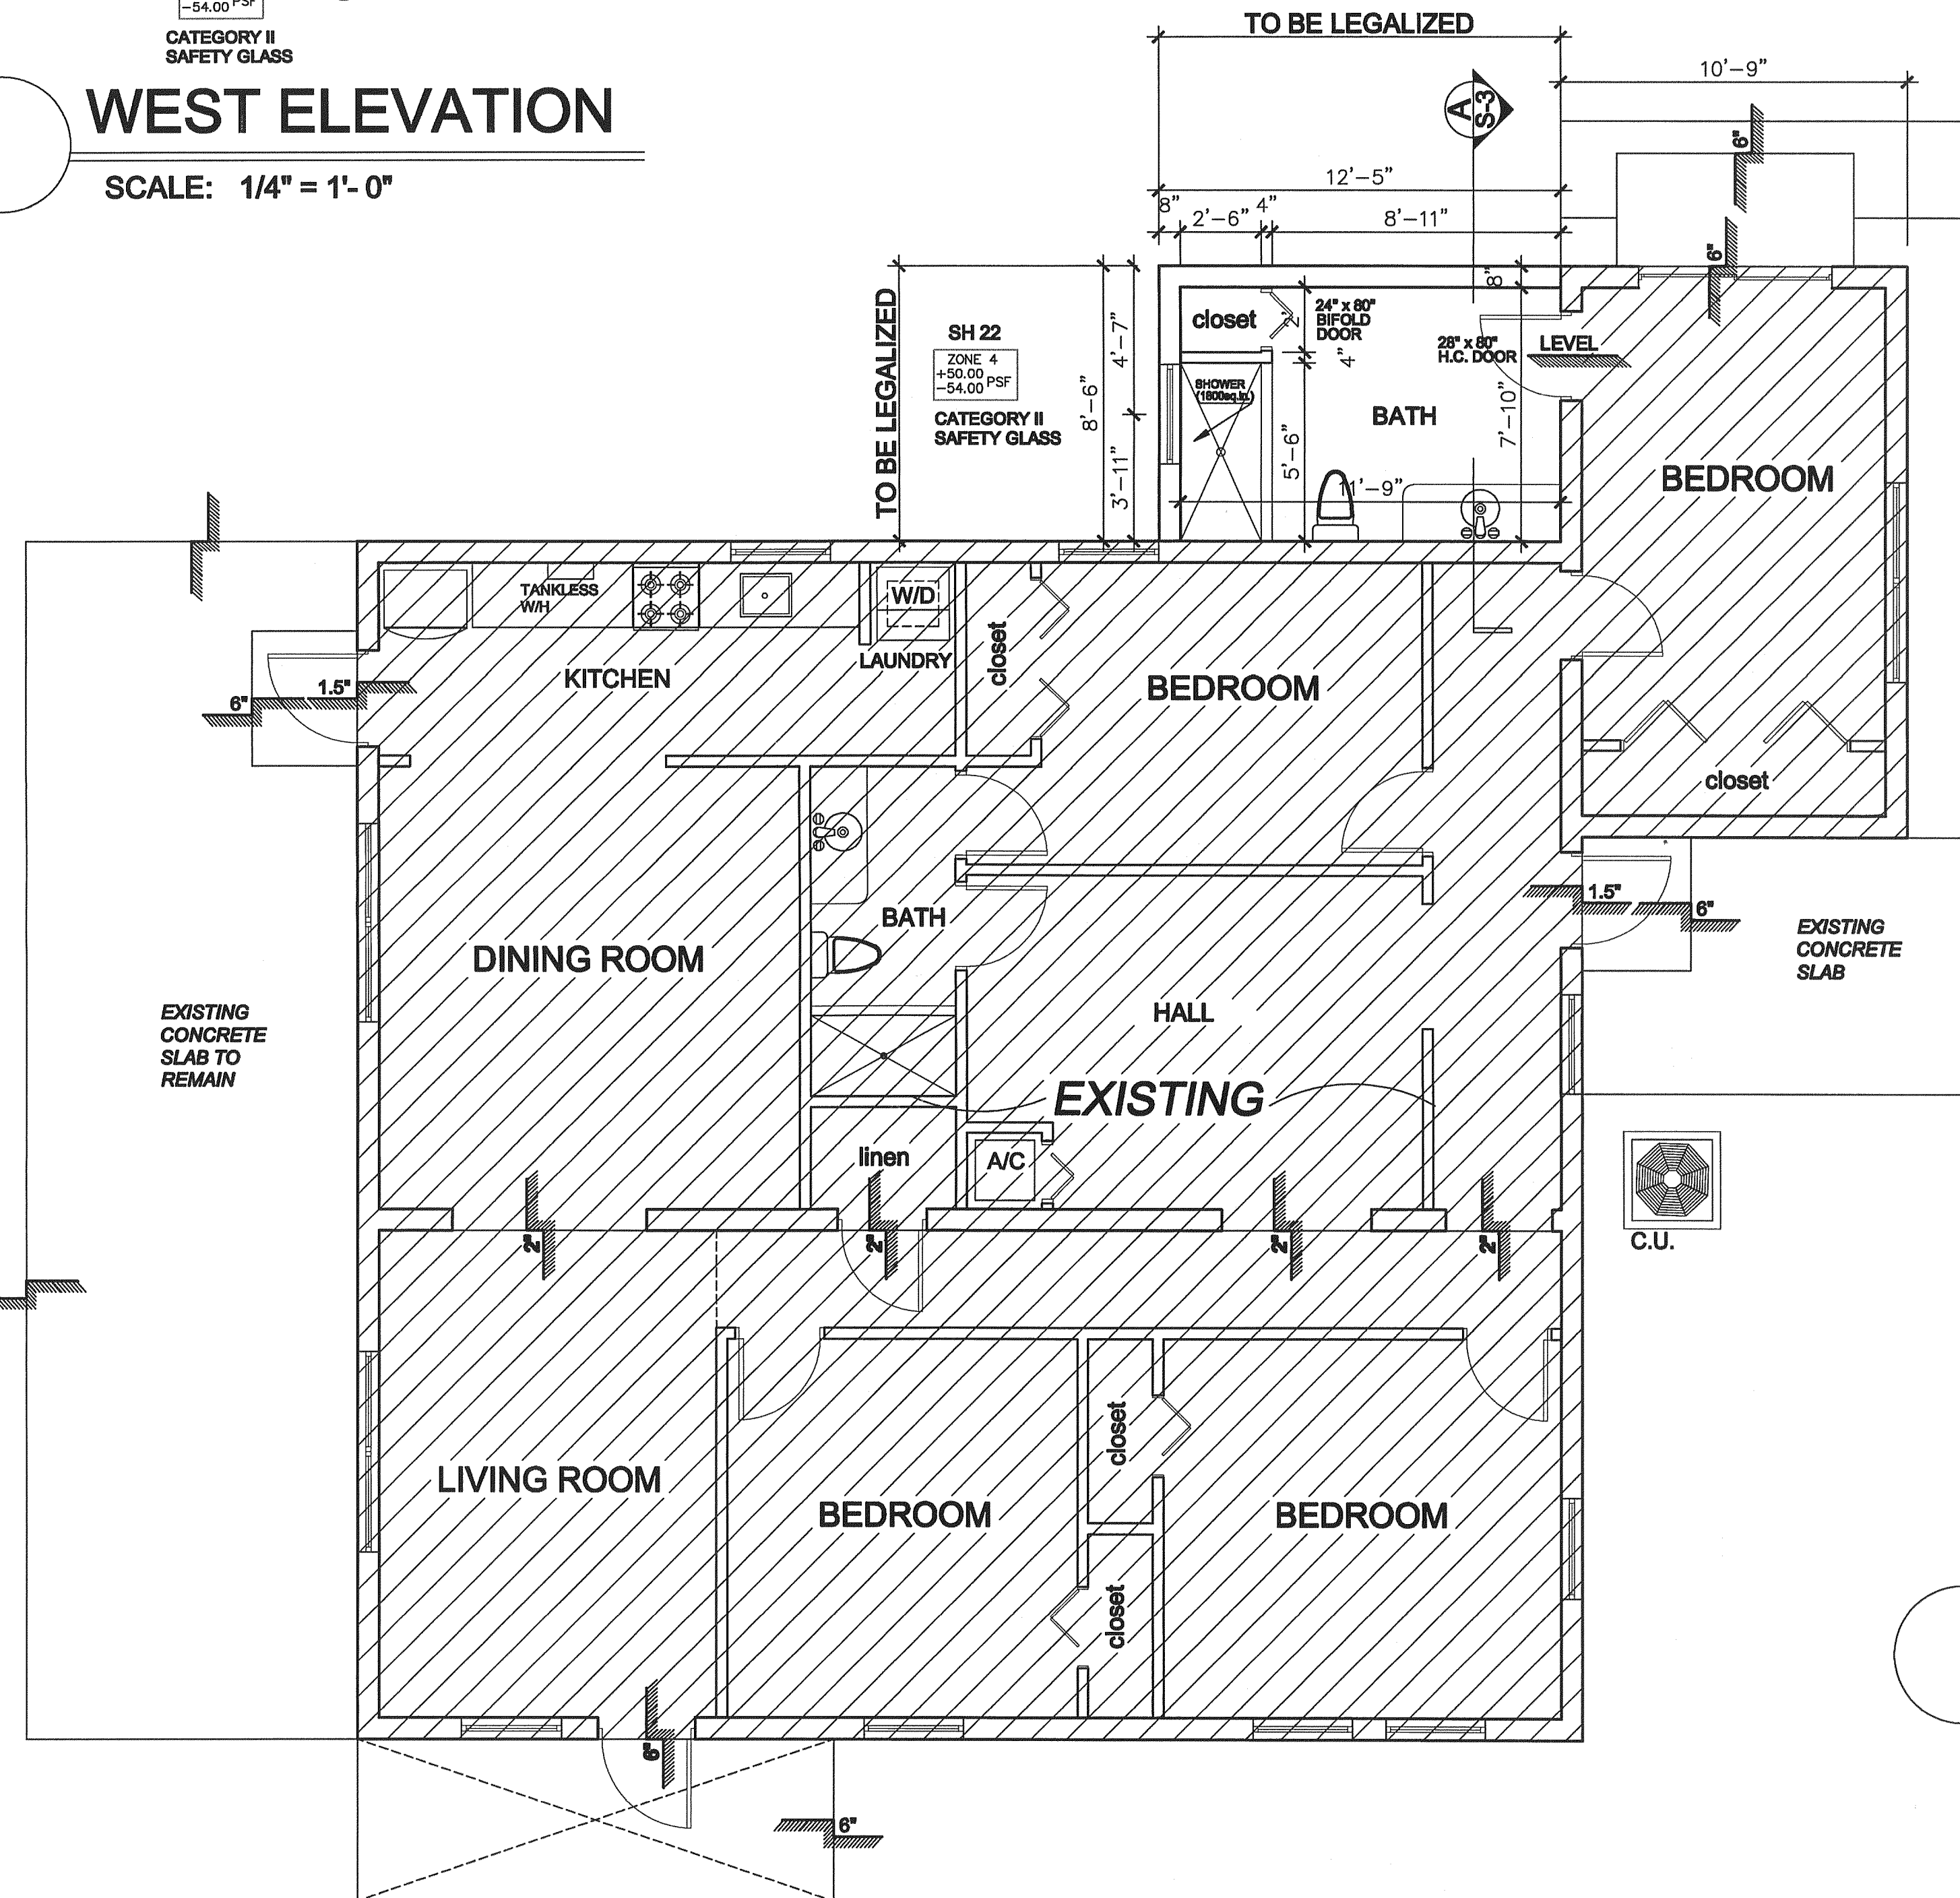 -54.00 PSF
CATEGORY II
SAFETY GLASS
WEST ELEVATION
SCALE: 1/4" = 1'- 0"
TO BE LEGALIZED
10'-9"
A
S-3
6"
12'-5"
8"
2'-6"
4"
8'-11"
6"
TO BE LEGALIZED
SH 22
ZONE 4
+50.00
-54.00 PSF
CATEGORY II
SAFETY GLASS
8'-6"
4'-7"
3'-11"
closet
2'
24" x 80"
BIFOLD
DOOR
4"
8"
28" x 80"
H.C. DOOR
LEVEL
SHOWER
(1800sq.in.)
BATH
7'-10"
5'-6"
11'-9"
BEDROOM
TANKLESS
W/H
W/D
LAUNDRY
KITCHEN
closet
BEDROOM
1.5"
6"
closet
BATH
1.5"
6"
EXISTING
CONCRETE
SLAB
DINING ROOM
HALL
EXISTING
CONCRETE
SLAB TO
REMAIN
EXISTING
linen
A/C
2"
2"
2"
2"
C.U.
closet
LIVING ROOM
BEDROOM
BEDROOM
closet
6"
6"